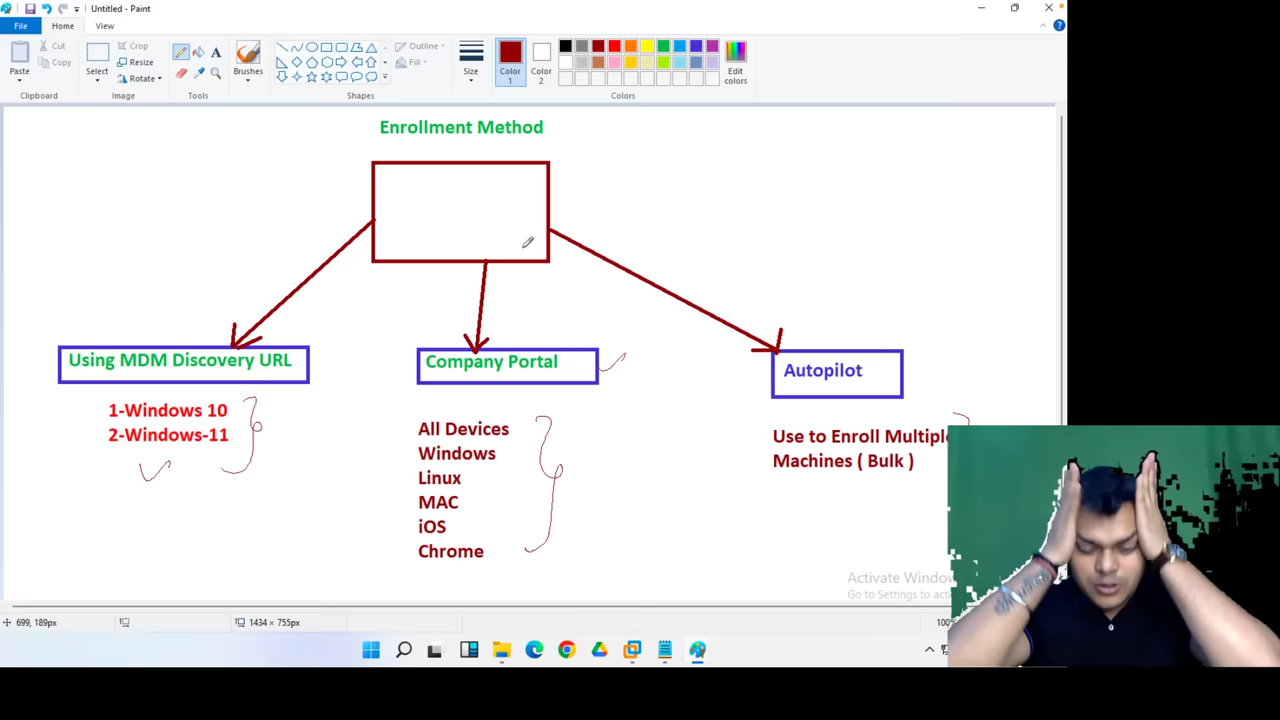 Untitled - Paint
File
Home
View
Paste
Cut
Copy
Clipboard
Select
Crop
Resize
Rotate
Image
A
Tools
Brushes
Outline
Fill
Shapes
Size
Color
1
Color
2
Edit
colors
Colors
Enrollment Method
Using MDM Discovery URL
Company Portal
Autopilot
1-Windows 10
2-Windows-11
All Devices
Windows
Linux
MAC
iOS
Chrome
Use to Enroll Multiple
Machines ( Bulk )
Activate Window
Go to Settings to acti
699, 189px
1434 × 755px
100%